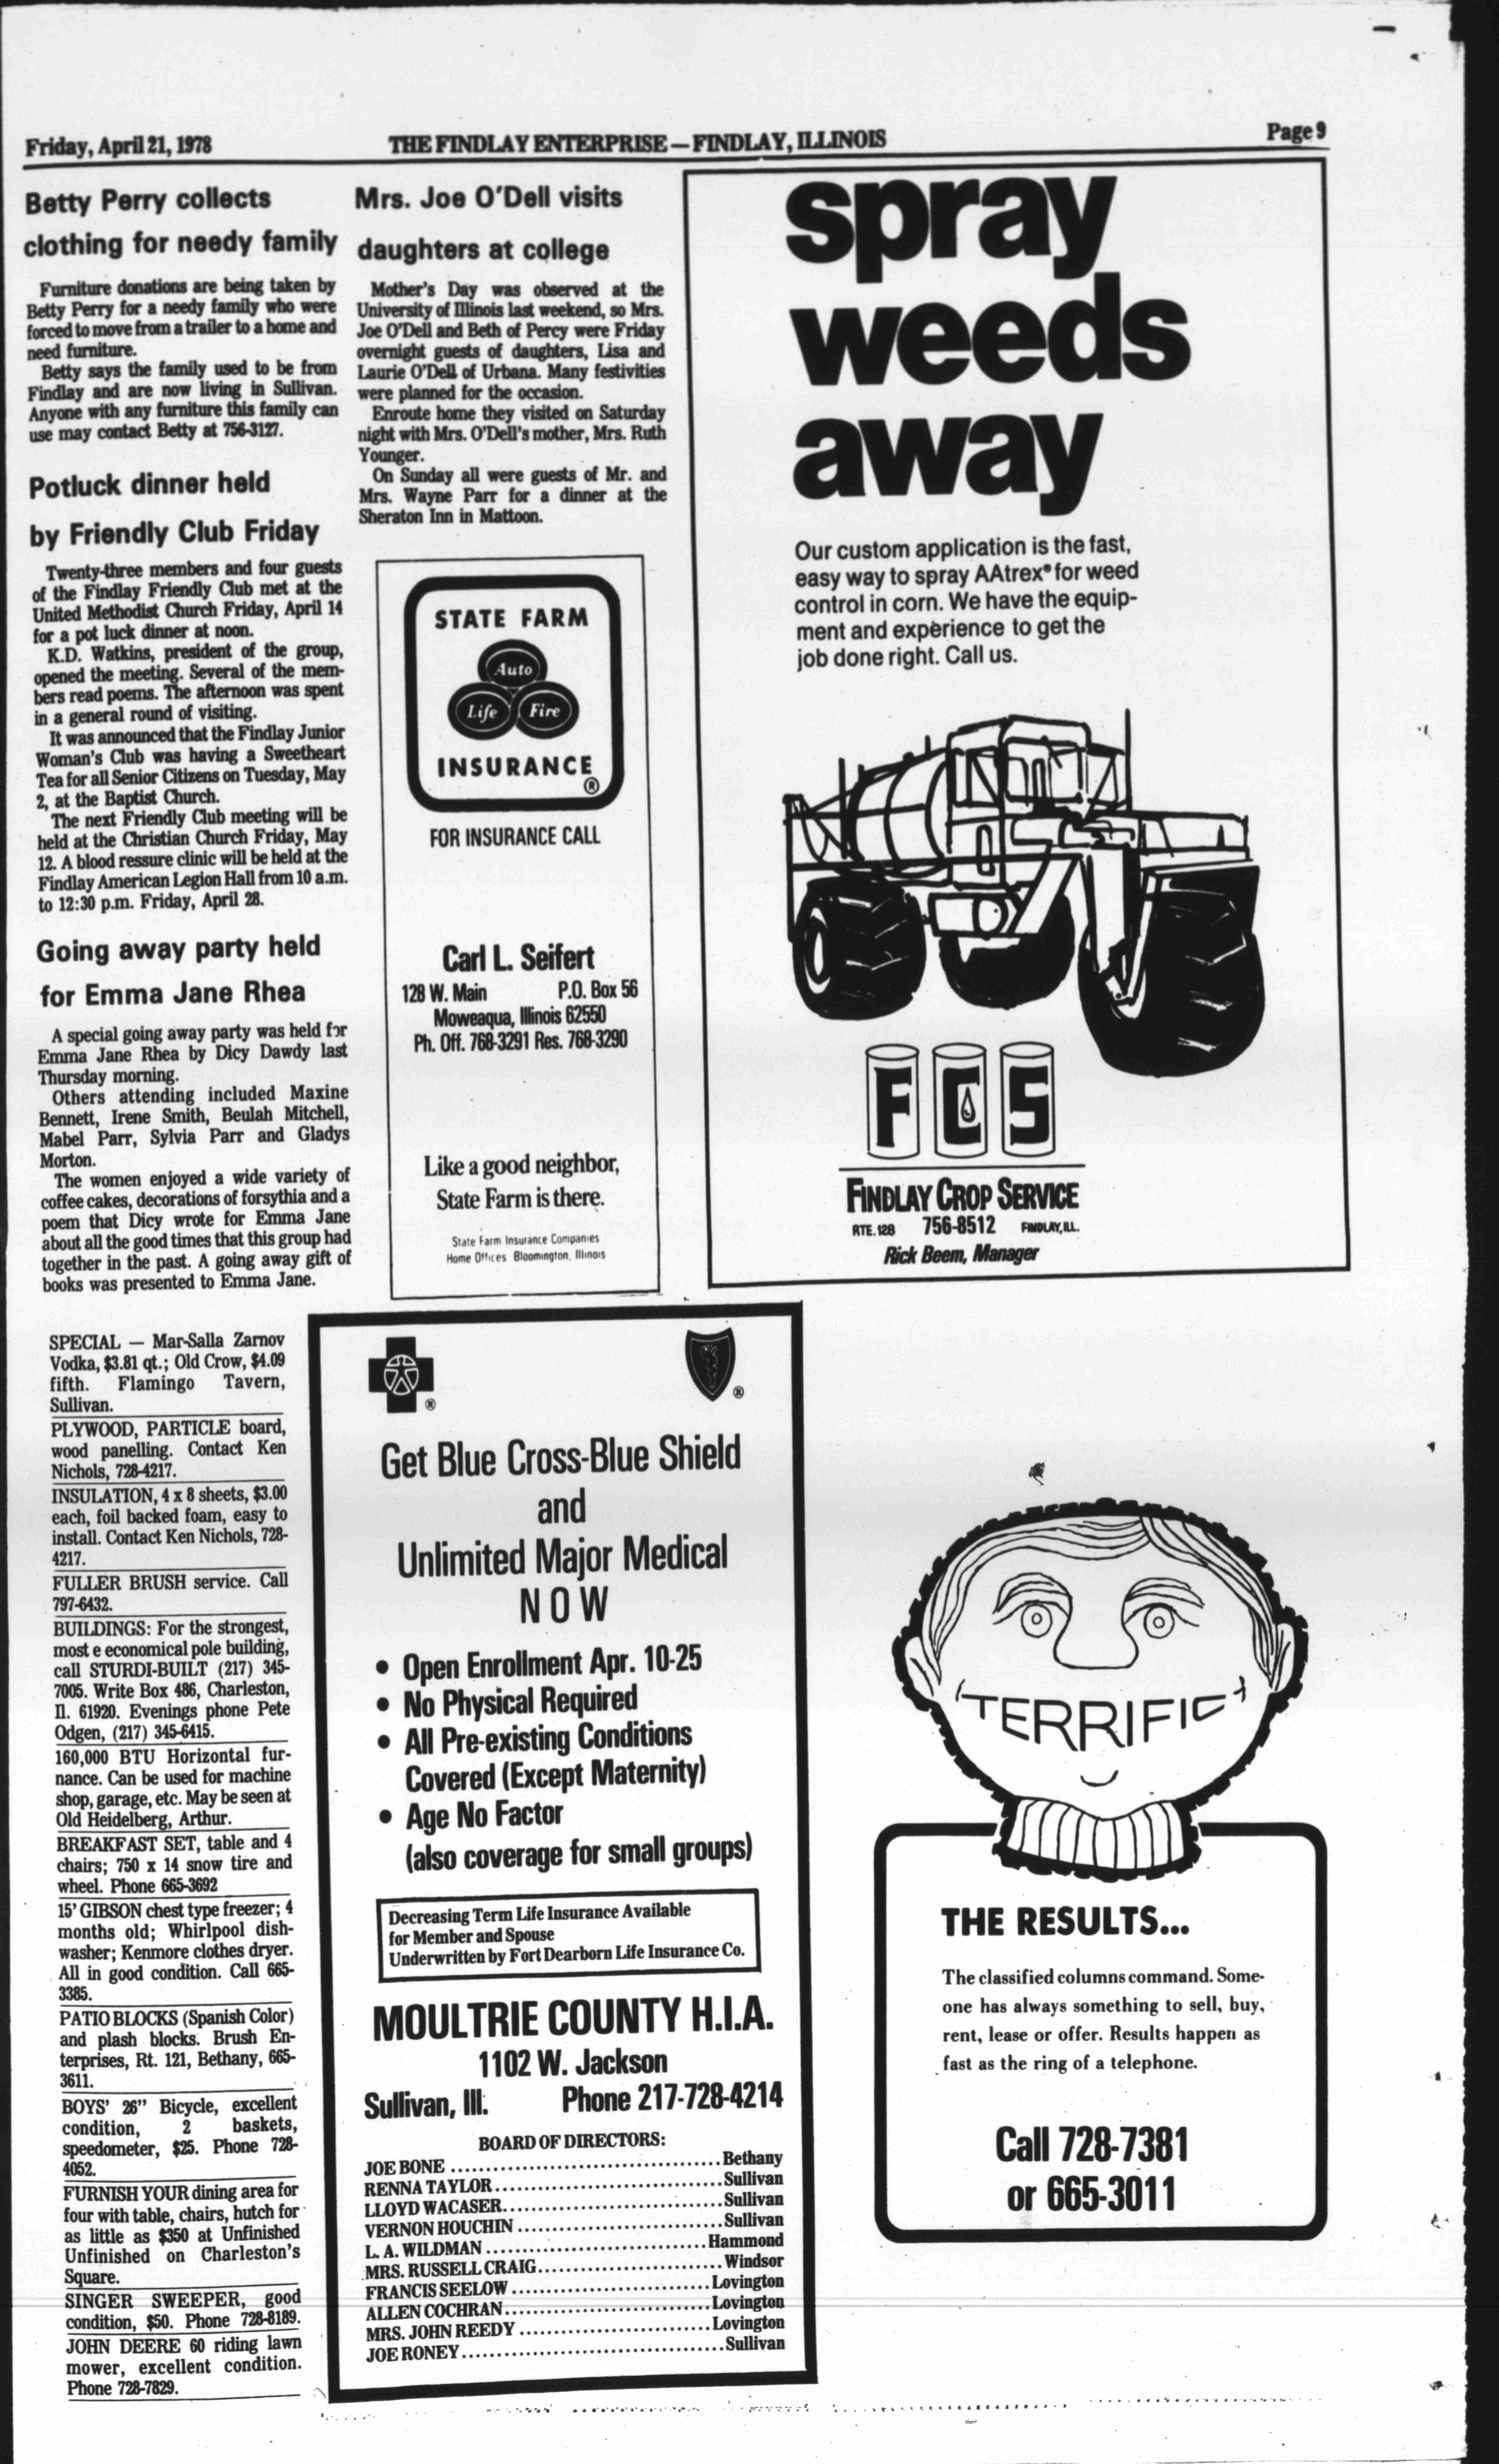 Friday, April 21, 1978
THE FINDLAY ENTERPRISE — FINDLAY, ILLINOIS
Page 9
Betty Perry collects
clothing for needy family
Furniture donations are being taken by
Betty Perry for a needy family who were
forced to move from a trailer to a home and
need furniture.
Betty says the family used to be from
Findlay and are now living in Sullivan.
Anyone with any furniture this family can
use may contact Betty at 756-3127.
Potluck dinner held
by Friendly Club Friday
Twenty-three members and four guests
of the Findlay Friendly Club met at the
United Methodist Church Friday, April 14
for a pot luck dinner at noon.
K.D. Watkins, president of the group,
opened the meeting. Several of the mem-
bers read poems. The afternoon was spent
in a general round of visiting.
It was announced that the Findlay Junior
Woman's Club was having a Sweetheart
Tea for all Senior Citizens on Tuesday, May
2, at the Baptist Church.
The next Friendly Club meeting will be
held at the Christian Church Friday, May
12. A blood ressure clinic will be held at the
Findlay American Legion Hall from 10 a.m.
to 12:30 p.m. Friday, April 28.
Going away party held
for Emma Jane Rhea
A special going away party was held for
Emma Jane Rhea by Dicy Dawdy last
Thursday morning.
Others attending included Maxine
Bennett, Irene Smith, Beulah Mitchell,
Mabel Parr, Sylvia Parr and Gladys
Morton.
The women enjoyed a wide variety of
coffee cakes, decorations of forsythia and a
poem that Dicy wrote for Emma Jane
about all the good times that this group had
together in the past. A going away gift of
books was presented to Emma Jane.
Mrs. Joe O'Dell visits
daughters at college
Mother's Day was observed at the
University of Illinois last weekend, so Mrs.
Joe O'Dell and Beth of Percy were Friday
overnight guests of daughters, Lisa and
Laurie O'Dell of Urbana. Many festivities
were planned for the occasion.
Enroute home they visited on Saturday
night with Mrs. O'Dell's mother, Mrs. Ruth
Younger.
On Sunday all were guests of Mr. and
Mrs. Wayne Parr for a dinner at the
Sheraton Inn in Mattoon.
STATE FARM
Auto
Life Fire
INSURANCE
®
FOR INSURANCE CALL
Carl L. Seifert
128 W. Main P.O. Box 56
Moweaqua, Illinois 62550
Ph. Off. 768-3291 Res. 768-3290
Like a good neighbor,
State Farm is there.
State Farm Insurance Companies
Home Offices Bloomington, Illinois
spray
weeds
away
Our custom application is the fast,
easy way to spray AAtrex® for weed
control in corn. We have the equip-
ment and experience to get the
job done right. Call us.
FCS
FINDLAY CROP SERVICE
RTE. 128 756-8512 FINDLAY, ILL.
Rick Beem, Manager
SPECIAL — Mar-Salla Zarnov
Vodka, $3.81 qt.; Old Crow, $4.09
fifth. Flamingo Tavern,
Sullivan.
PLYWOOD, PARTICLE board,
wood panelling. Contact Ken
Nichols, 728-4217.
INSULATION, 4 x 8 sheets, $3.00
each, foil backed foam, easy to
install. Contact Ken Nichols, 728-
4217.
FULLER BRUSH service. Call
797-6432.
BUILDINGS: For the strongest,
most e economical pole building,
call STURDI-BUILT (217) 345-
7005. Write Box 486, Charleston,
Il. 61920. Evenings phone Pete
Odgen, (217) 345-6415.
160,000 BTU Horizontal fur-
nance. Can be used for machine
shop, garage, etc. May be seen at
Old Heidelberg, Arthur.
BREAKFAST SET, table and 4
chairs; 750 x 14 snow tire and
wheel. Phone 665-3692
15' GIBSON chest type freezer; 4
months old; Whirlpool dish-
washer; Kenmore clothes dryer.
All in good condition. Call 665-
3385.
PATIO BLOCKS (Spanish Color)
and plash blocks. Brush En-
terprises, Rt. 121, Bethany, 665-
3611.
BOYS' 26" Bicycle, excellent
condition, 2 baskets,
speedometer, $25. Phone 728-
4052.
FURNISH YOUR dining area for
four with table, chairs, hutch for
as little as $350 at Unfinished
Unfinished on Charleston's
Square.
SINGER SWEEPER, good
condition, $50. Phone 728-8189.
JOHN DEERE 60 riding lawn
mower, excellent condition.
Phone 728-7829.
® ®
Get Blue Cross-Blue Shield
and
Unlimited Major Medical
NOW
• Open Enrollment Apr. 10-25
• No Physical Required
• All Pre-existing Conditions
Covered (Except Maternity)
• Age No Factor
(also coverage for small groups)
Decreasing Term Life Insurance Available
for Member and Spouse
Underwritten by Fort Dearborn Life Insurance Co.
MOULTRIE COUNTY H.I.A.
1102 W. Jackson
Sullivan, Ill. Phone 217-728-4214
BOARD OF DIRECTORS:
JOE BONE ........ Bethany
RENNA TAYLOR ........ Sullivan
LLOYD WACASER ........ Sullivan
VERNON HOUCHIN ........ Sullivan
L. A. WILDMAN ........ Hammond
MRS. RUSSELL CRAIG ........ Windsor
FRANCIS SEELOW ........ Lovington
ALLEN COCHRAN ........ Lovington
MRS. JOHN REEDY ........ Lovington
JOE RONEY ........ Sullivan
TERRIFIC
THE RESULTS...
The classified columns command. Some-
one has always something to sell, buy,
rent, lease or offer. Results happen as
fast as the ring of a telephone.
Call 728-7381
or 665-3011